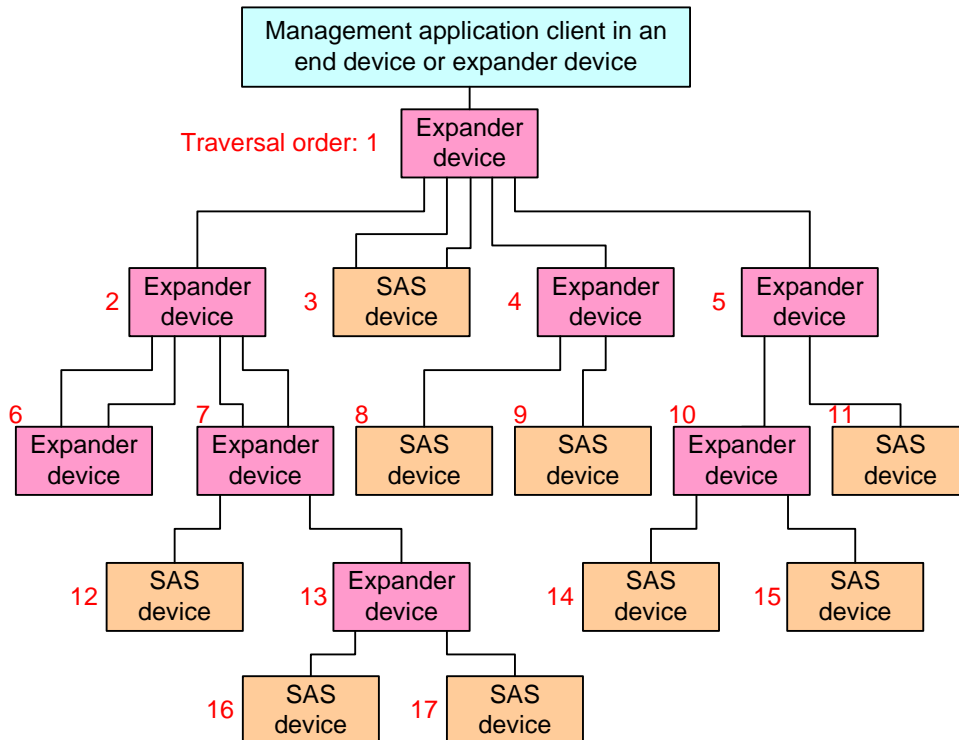 Management application client in an
end device or expander device
Traversal order: 1
Expander
device
2
Expander
device
3
SAS
device
4
Expander
device
5
Expander
device
6
Expander
device
7
Expander
device
8
SAS
device
9
SAS
device
10
Expander
device
11
SAS
device
12
SAS
device
13
Expander
device
14
SAS
device
15
SAS
device
16
SAS
device
17
SAS
device